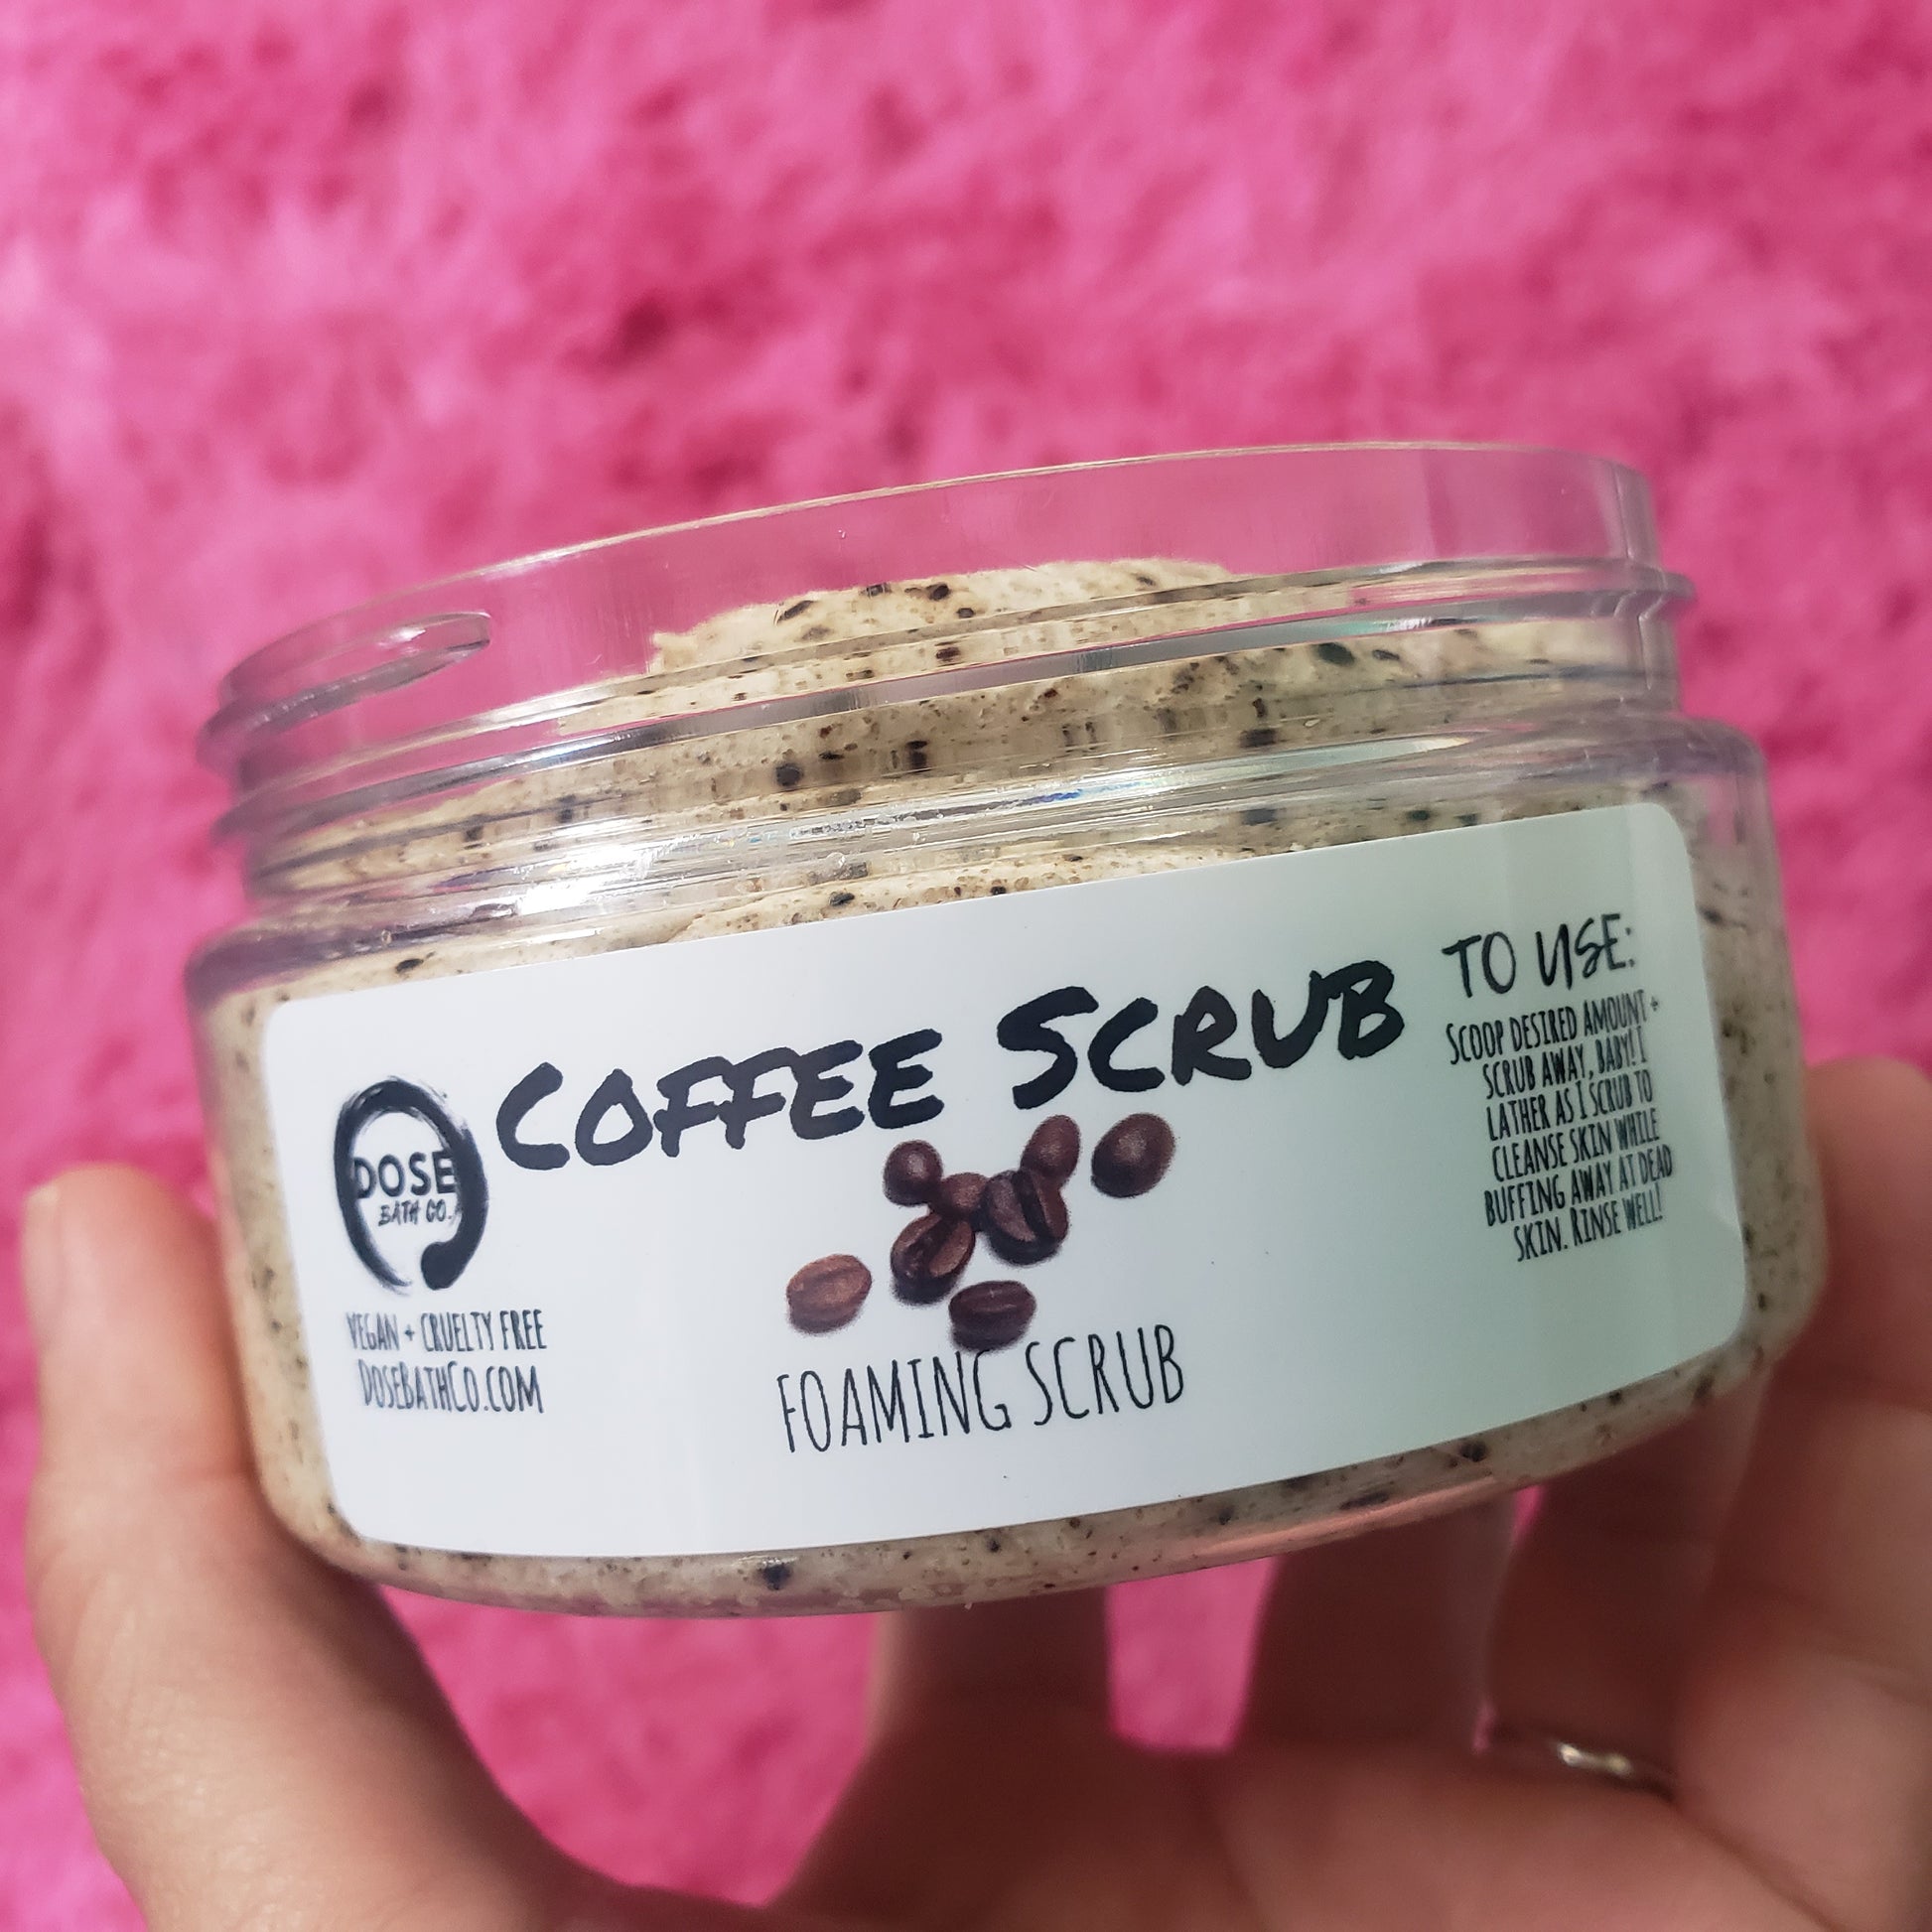 COFFEE SCRUB
DOSE
BATH CO.
VEGAN + CRUELTY FREE
DOSEBATHCO.COM
FOAMING SCRUB
TO USE:
SCOOP DESIRED AMOUNT +
SCRUB AWAY, BABY! I
LATHER AS I SCRUB TO
CLEANSE SKIN WHILE
BUFFING AWAY AT DEAD
SKIN. RINSE WELL!